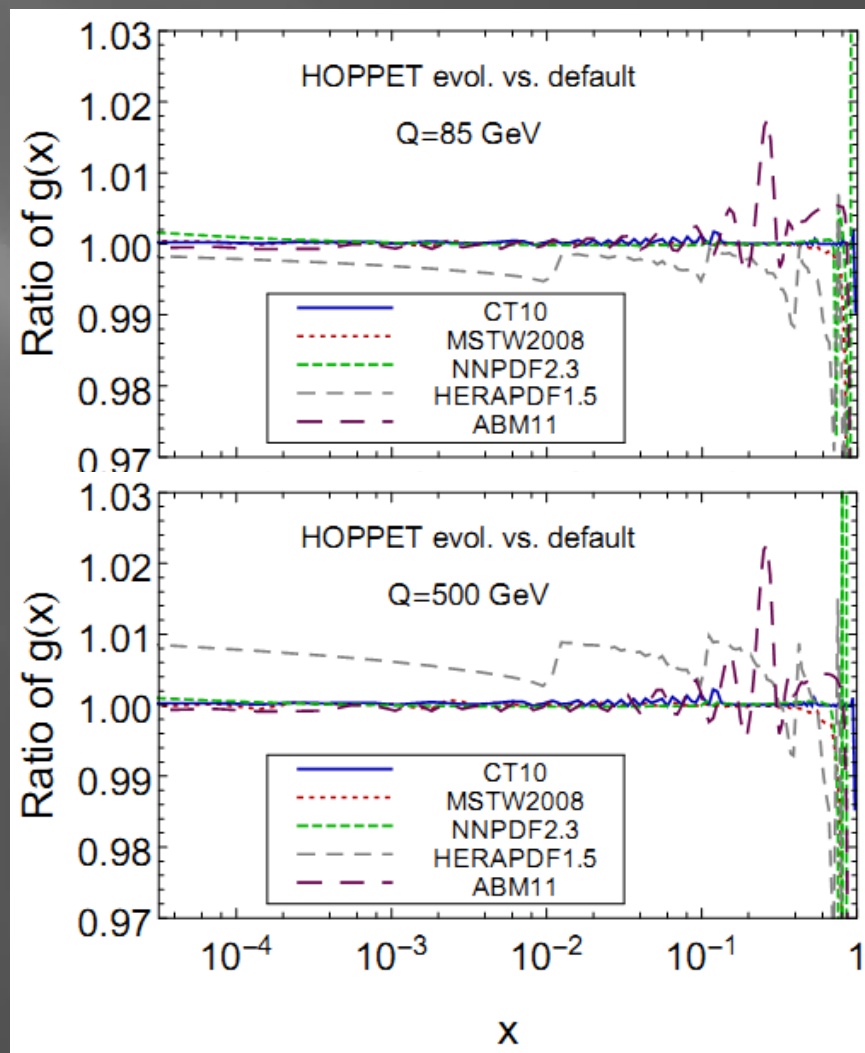 1.03
1.02
1.01
1.00
0.99
0.98
0.97
Ratio of g(x)
HOPPET evol. vs. default
Q=85 GeV
CT10
MSTW2008
NNPDF2.3
HERAPDF1.5
ABM11
1.03
1.02
1.01
1.00
0.99
0.98
0.97
Ratio of g(x)
HOPPET evol. vs. default
Q=500 GeV
CT10
MSTW2008
NNPDF2.3
HERAPDF1.5
ABM11
10⁻⁴ 10⁻³ 10⁻² 10⁻¹ 1
x